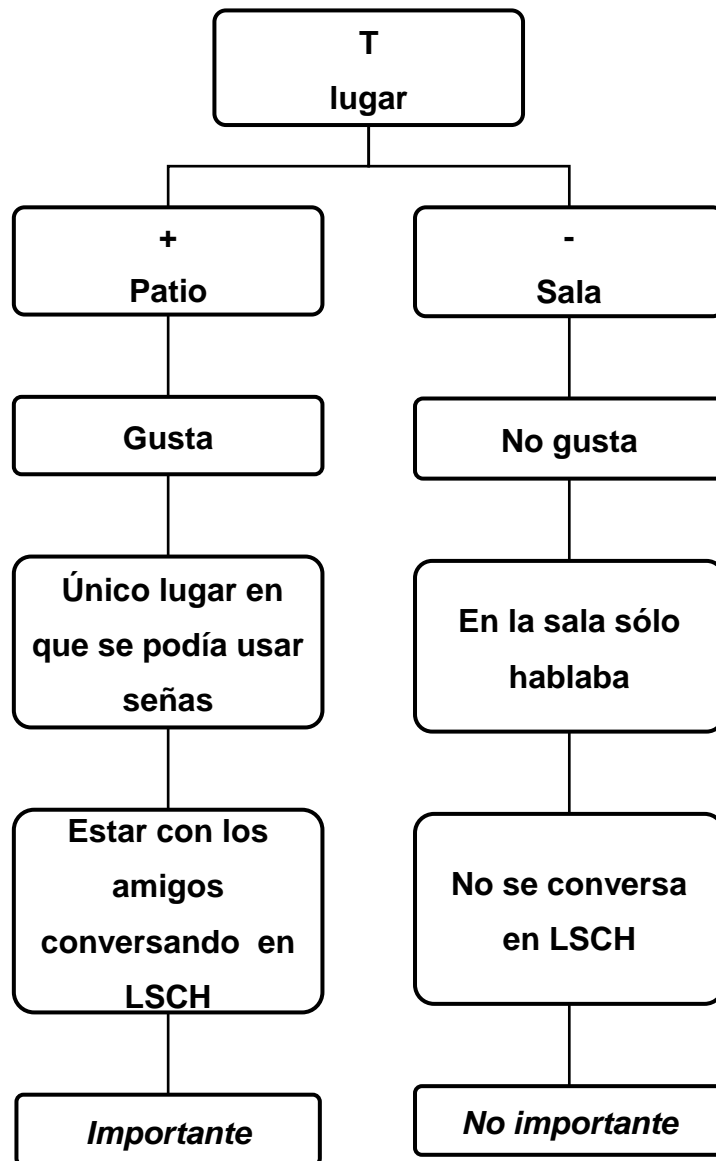 T
lugar
+
Patio
Gusta
Único lugar en
que se podía usar
señas
Estar con los
amigos
conversando en
LSCH
Importante
-
Sala
No gusta
En la sala sólo
hablaba
No se conversa
en LSCH
No importante